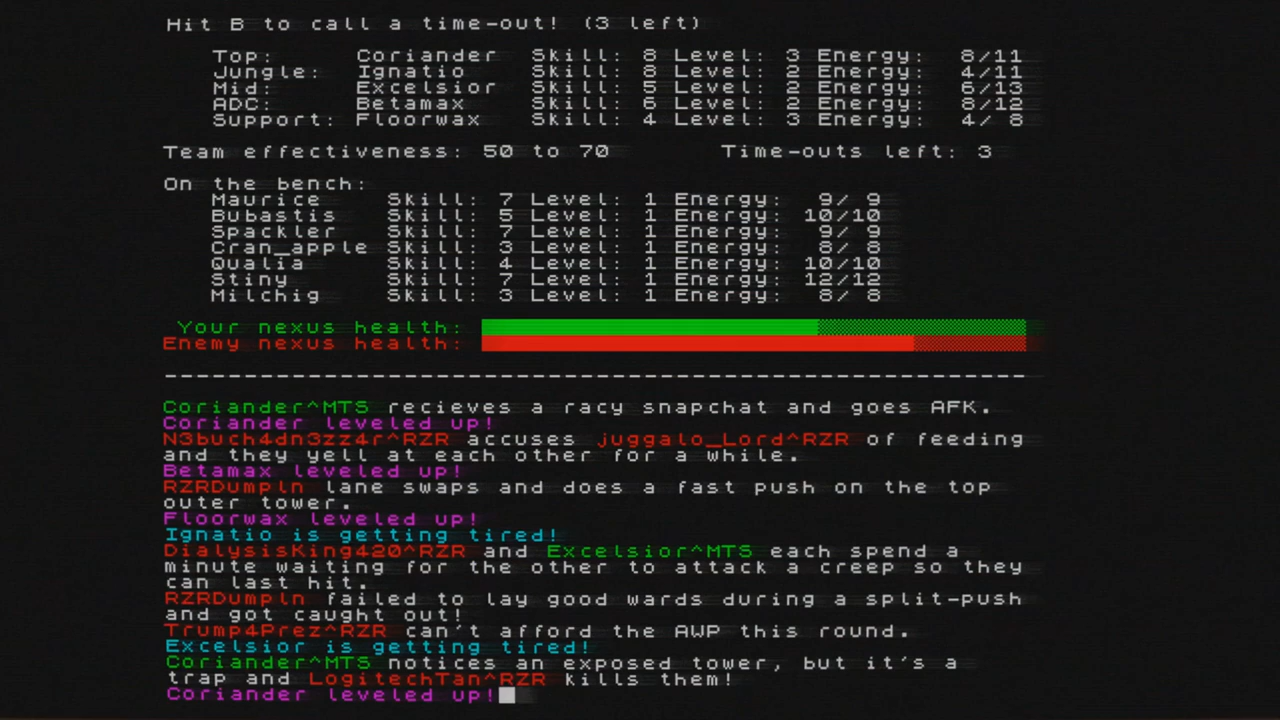 Hit B to call a time-out! (3 left)
Top: Coriander Skill: 8 Level: 3 Energy: 8/11
Jungle: Ignatio Skill: 8 Level: 2 Energy: 4/11
Mid: Excelsior Skill: 5 Level: 2 Energy: 6/13
ADC: Betamax Skill: 6 Level: 2 Energy: 8/12
Support: Floorwax Skill: 4 Level: 3 Energy: 4/ 8
Team effectiveness: 50 to 70 Time-outs left: 3
On the bench:
Maurice Skill: 7 Level: 1 Energy: 9/ 9
Bubastis Skill: 5 Level: 1 Energy: 10/10
Spackler Skill: 7 Level: 1 Energy: 9/ 9
Cran_apple Skill: 3 Level: 1 Energy: 8/ 8
Qualia Skill: 4 Level: 1 Energy: 10/10
Stiny Skill: 7 Level: 1 Energy: 12/12
Milchig Skill: 3 Level: 1 Energy: 8/ 8
Your nexus health:
Enemy nexus health:
------------------------------------------------------
Coriander^MTS recieves a racy snapchat and goes AFK.
Coriander leveled up!
N3buch4dn3zz4r^RZR accuses juggalo_Lord^RZR of feeding
and they yell at each other for a while.
Betamax leveled up!
RZRDumpln lane swaps and does a fast push on the top
outer tower.
Floorwax leveled up!
Ignatio is getting tired!
DialysisKing420^RZR and Excelsior^MTS each spend a
minute waiting for the other to attack a creep so they
can last hit.
RZRDumpln failed to lay good wards during a split-push
and got caught out!
Trump4Prez^RZR can't afford the AWP this round.
Excelsior is getting tired!
Coriander^MTS notices an exposed tower, but it's a
trap and LogitechTan^RZR kills them!
Coriander leveled up!